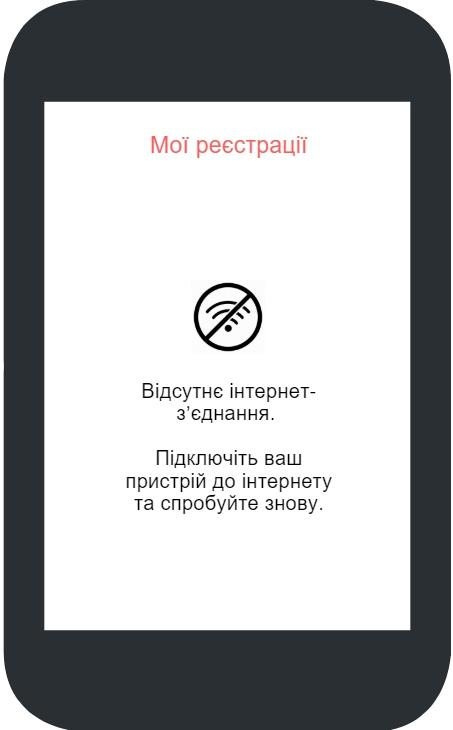 Мої реєстрації
Відсутнє інтернет-
з’єднання.
Підключіть ваш
пристрій до інтернету
та спробуйте знову.